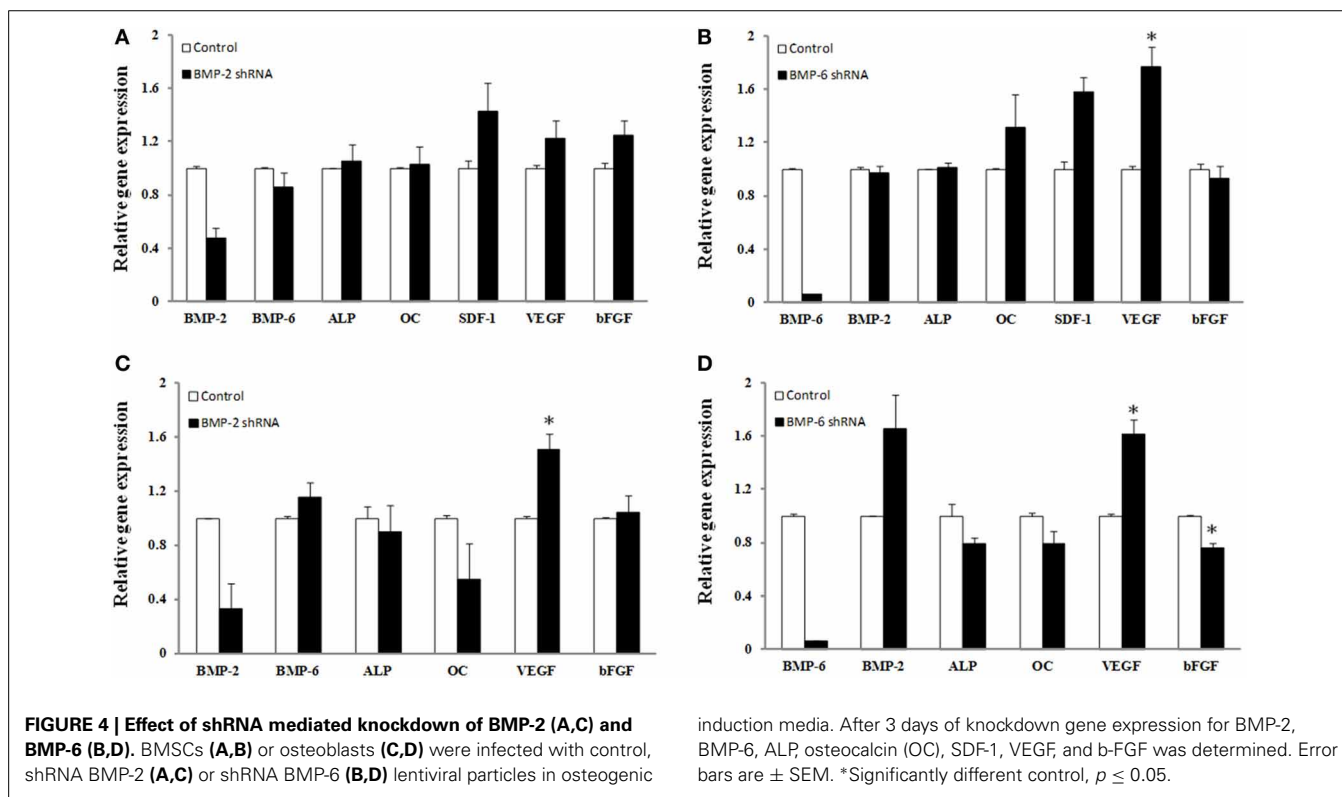 A
2
1.6
1.2
0.8
0.4
0
Relative gene expression
Control
BMP-2 shRNA
BMP-2 BMP-6 ALP OC SDF-1 VEGF bFGF
B
2
1.6
1.2
0.8
0.4
0
Relative gene expression
Control
BMP-6 shRNA
*
BMP-6 BMP-2 ALP OC SDF-1 VEGF bFGF
C
2
1.6
1.2
0.8
0.4
0
Relative gene expression
Control
BMP-2 shRNA
*
BMP-2 BMP-6 ALP OC VEGF bFGF
D
2
1.6
1.2
0.8
0.4
0
Relative gene expression
Control
BMP-6 shRNA
*
*
BMP-6 BMP-2 ALP OC VEGF bFGF
FIGURE 4 | Effect of shRNA mediated knockdown of BMP-2 (A,C) and
BMP-6 (B,D). BMSCs (A,B) or osteoblasts (C,D) were infected with control,
shRNA BMP-2 (A,C) or shRNA BMP-6 (B,D) lentiviral particles in osteogenic
induction media. After 3 days of knockdown gene expression for BMP-2,
BMP-6, ALP, osteocalcin (OC), SDF-1, VEGF, and b-FGF was determined. Error
bars are ± SEM. *Significantly different control, p ≤ 0.05.